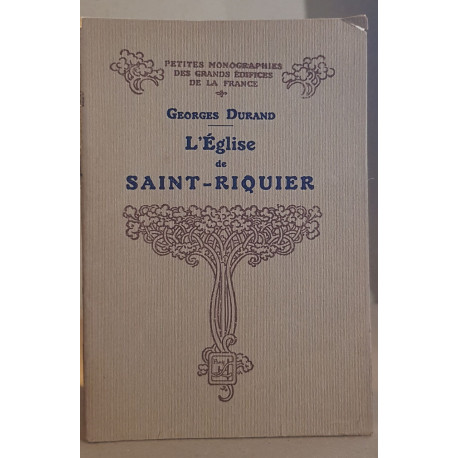 PETITES MONOGRAPHIES
DES GRANDS ÉDIFICES
DE LA FRANCE
GEORGES DURAND
L'Église
de
SAINT-RIQUIER